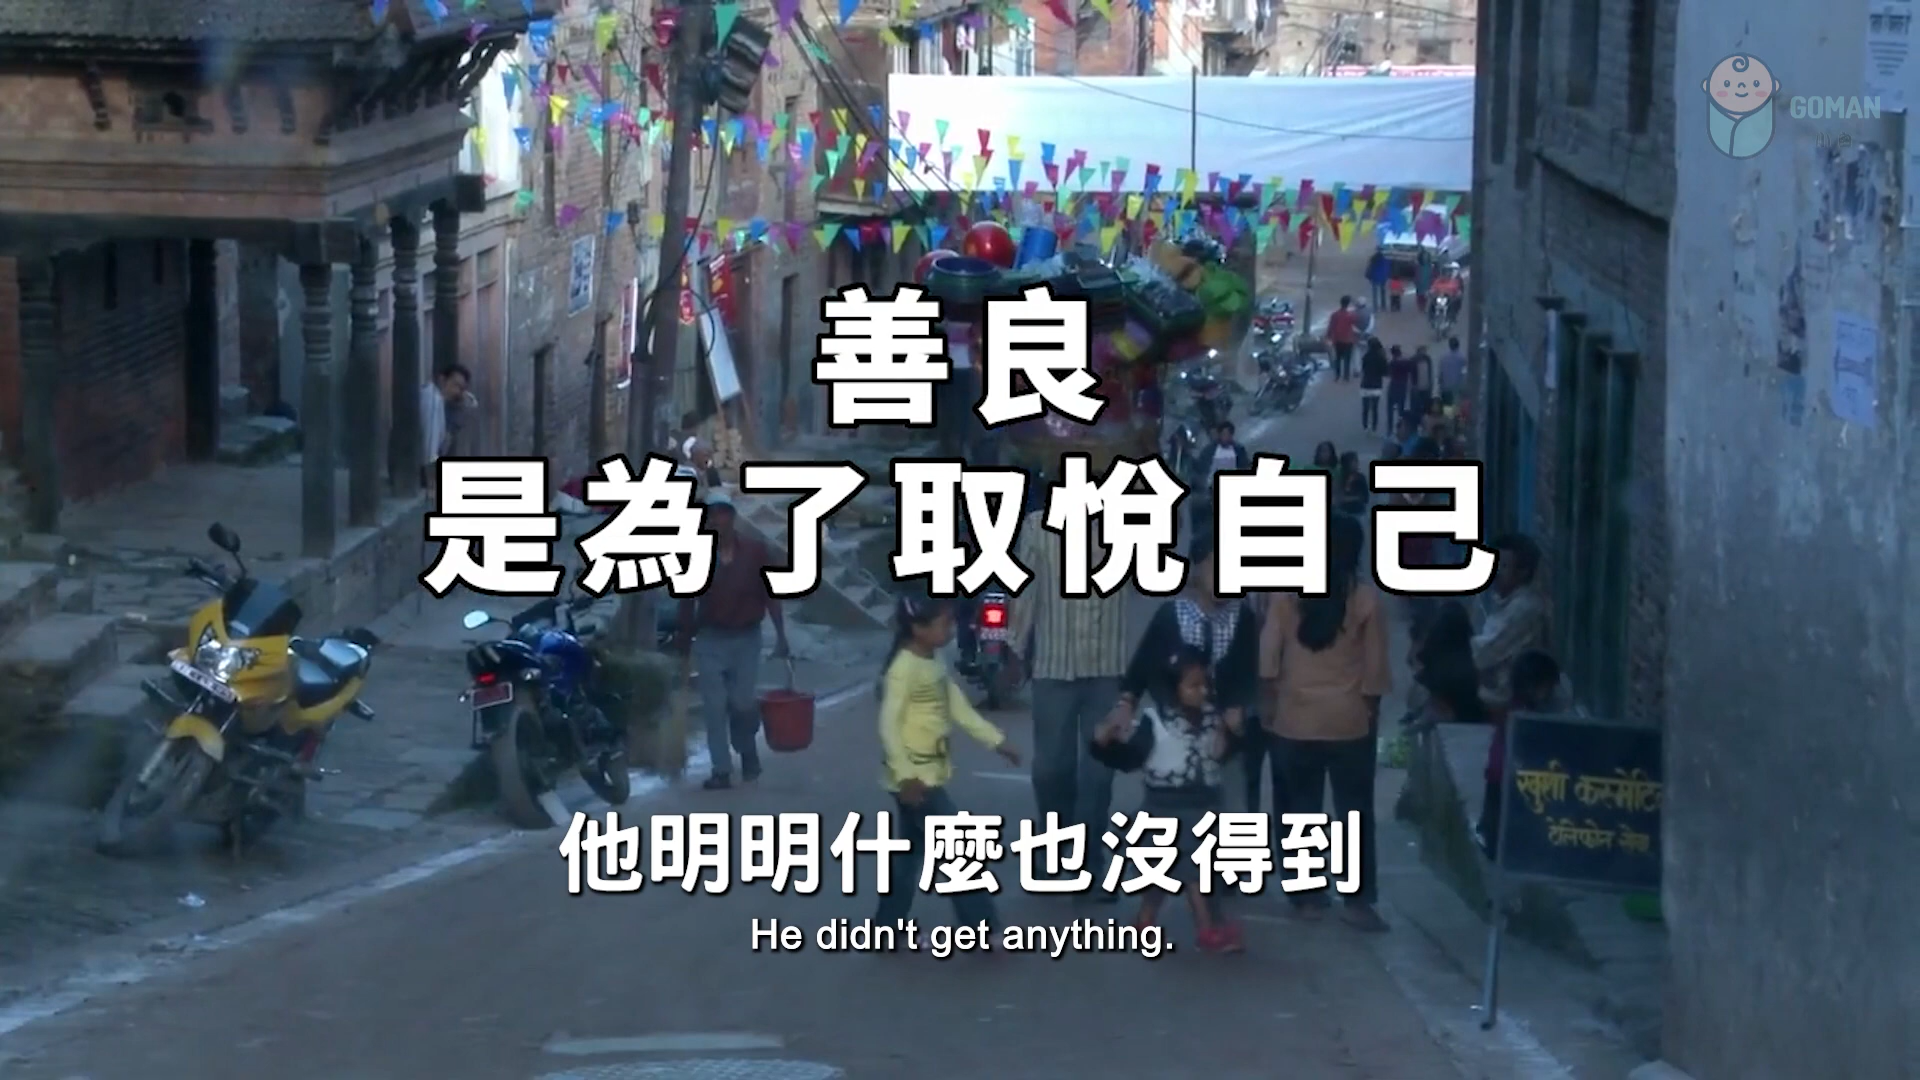 GOMAN
善良
是為了取悅自己
他明明什麼也沒得到
He didn't get anything.
खुशी कस्मेटि
टेलिफोन सेवा